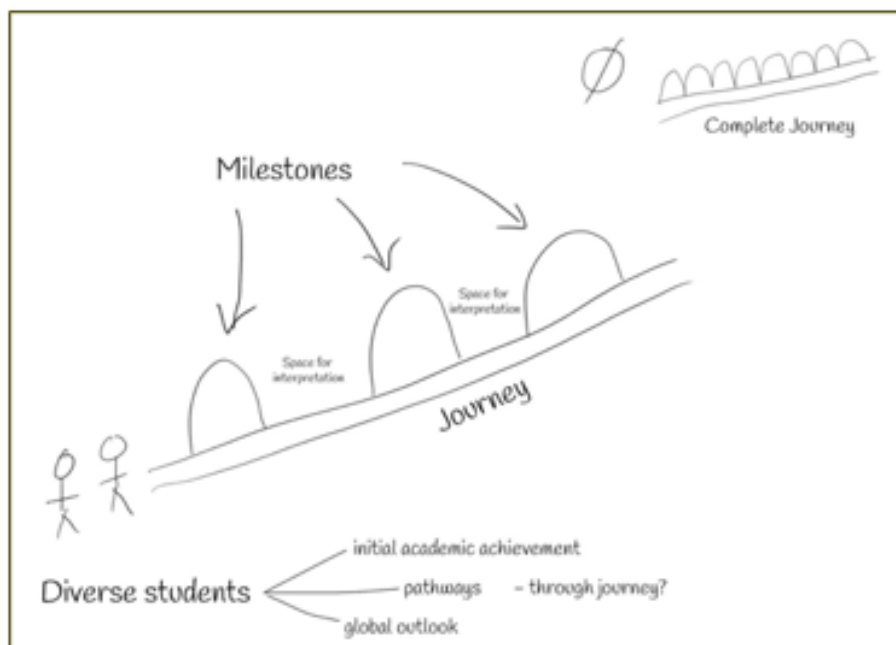 Complete Journey
Milestones
Space for
interpretation
Space for
interpretation
Journey
initial academic achievement
Diverse students
pathways - through journey?
global outlook